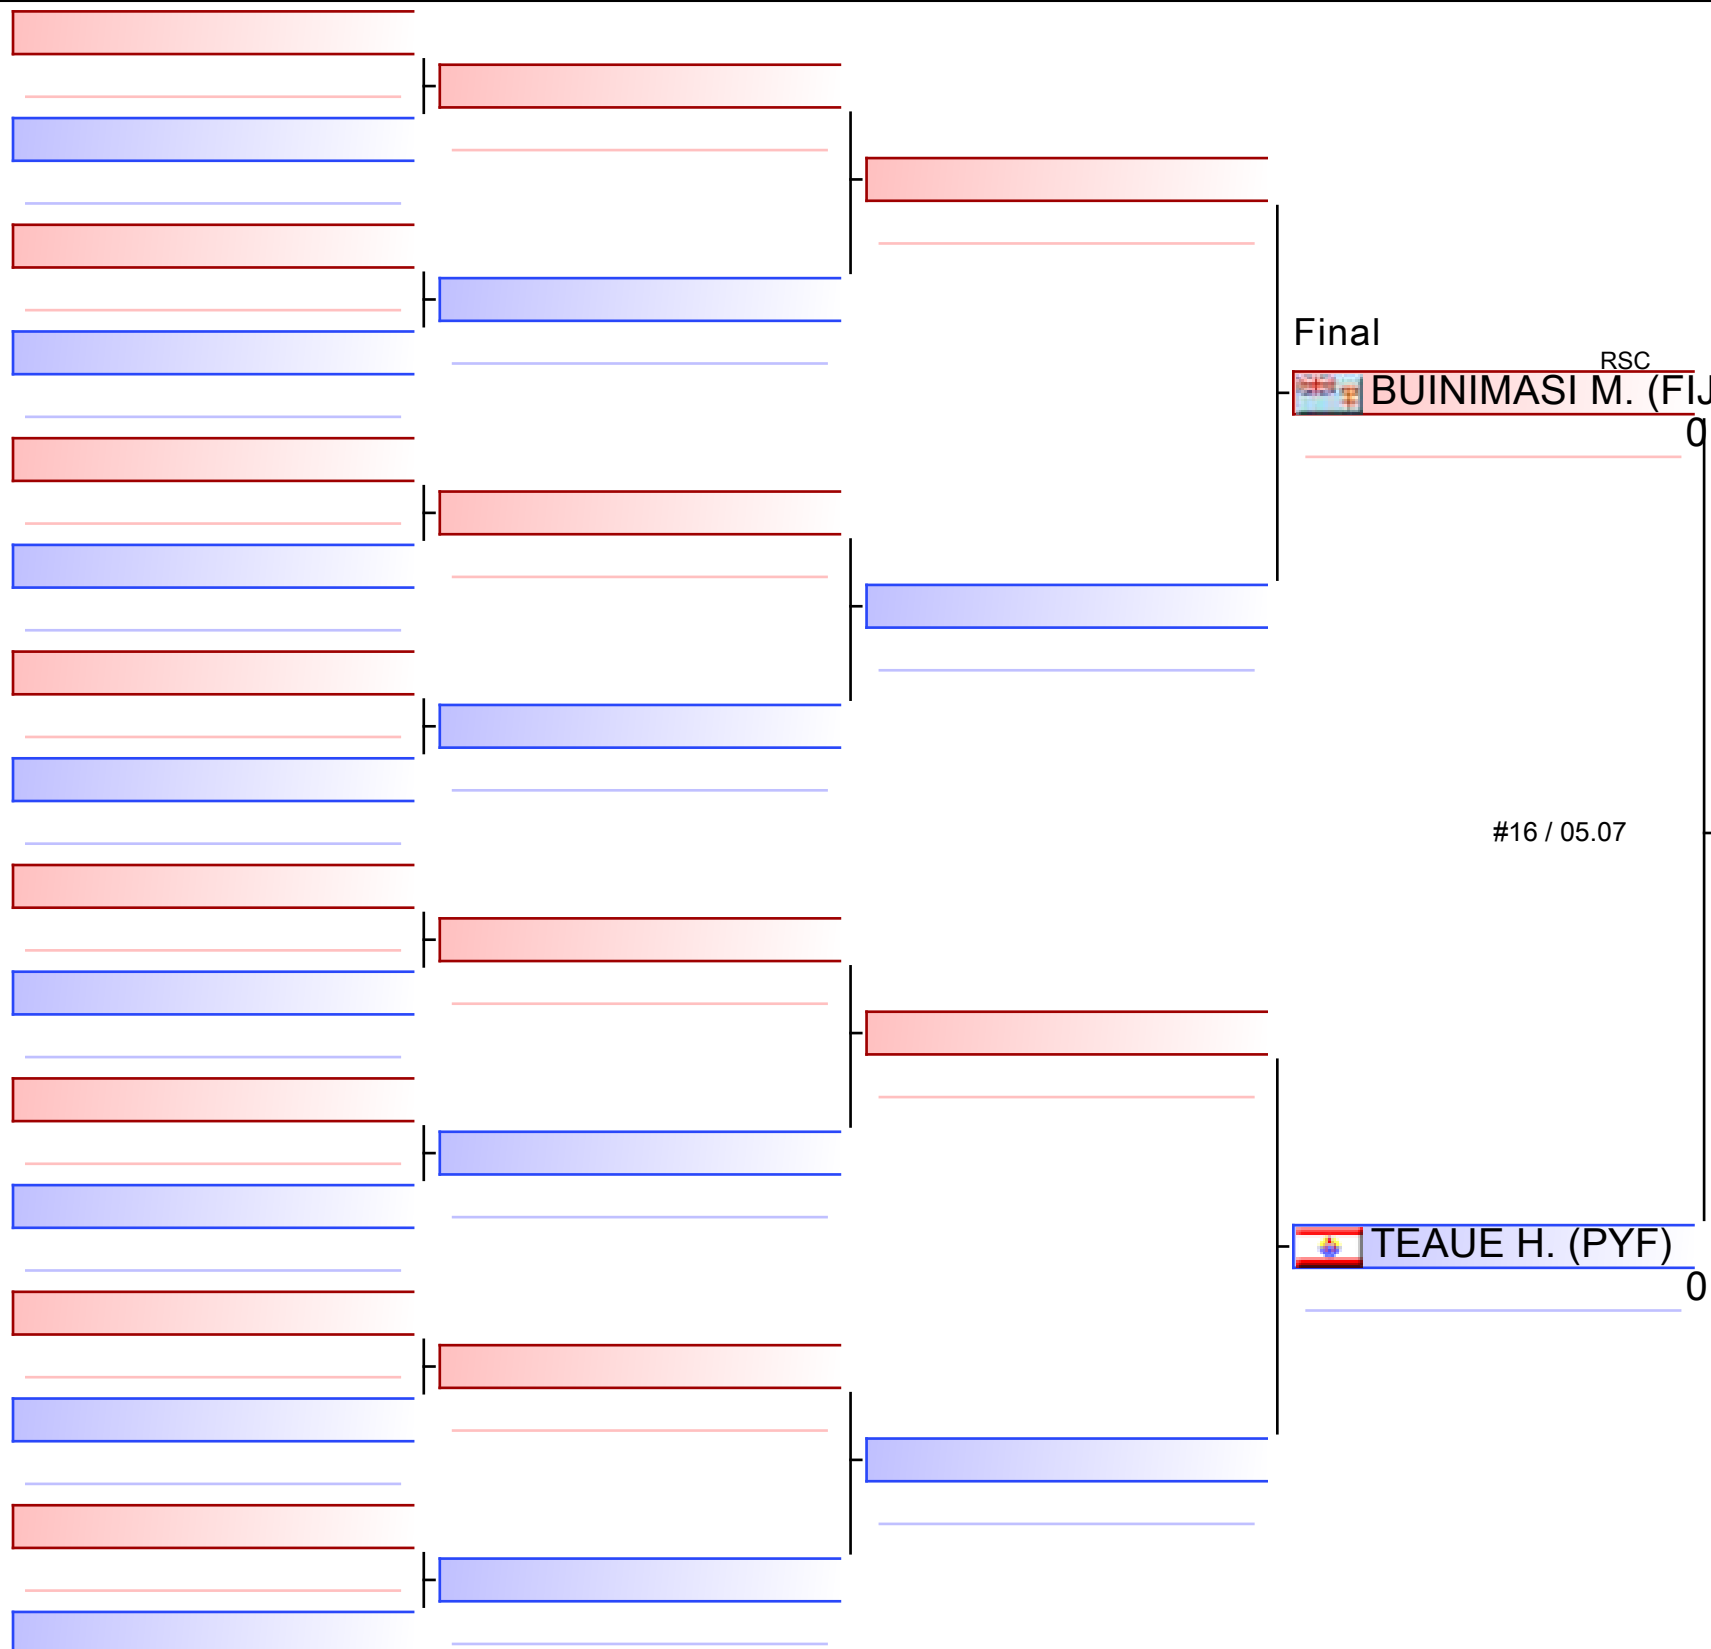 Final
RSC
BUINIMASI M. (FIJ
0
#16 / 05.07
TEAUE H. (PYF)
0